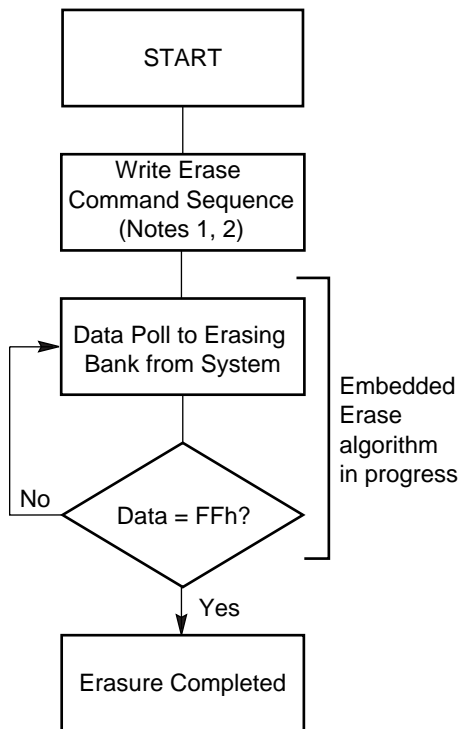 START
Write Erase
Command Sequence
(Notes 1, 2)
Data Poll to Erasing
Bank from System
Embedded
Erase
algorithm
in progress
No
Data = FFh?
Yes
Erasure Completed